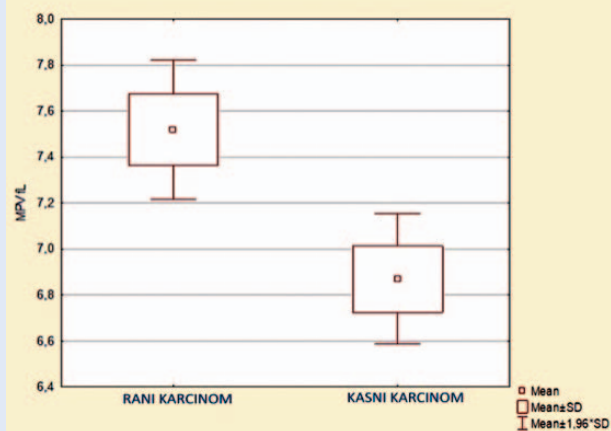 8,0
7,8
7,6
7,4
7,2
7,0
6,8
6,6
6,4
MPV fL
RANI KARCINOM KASNI KARCINOM
Mean
Mean±SD
Mean±1,96*SD